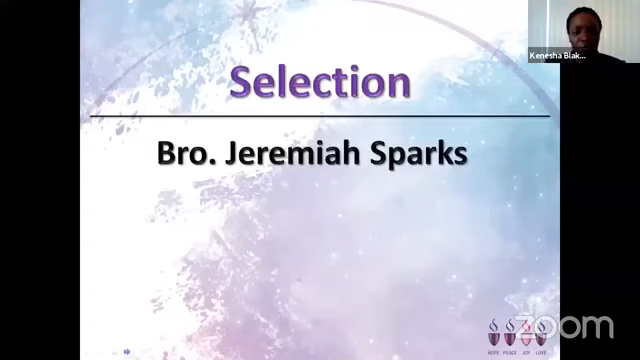 Selection
Bro. Jeremiah Sparks
Kenesha Blak...
HOPE PEACE JOY LOVE
zoom